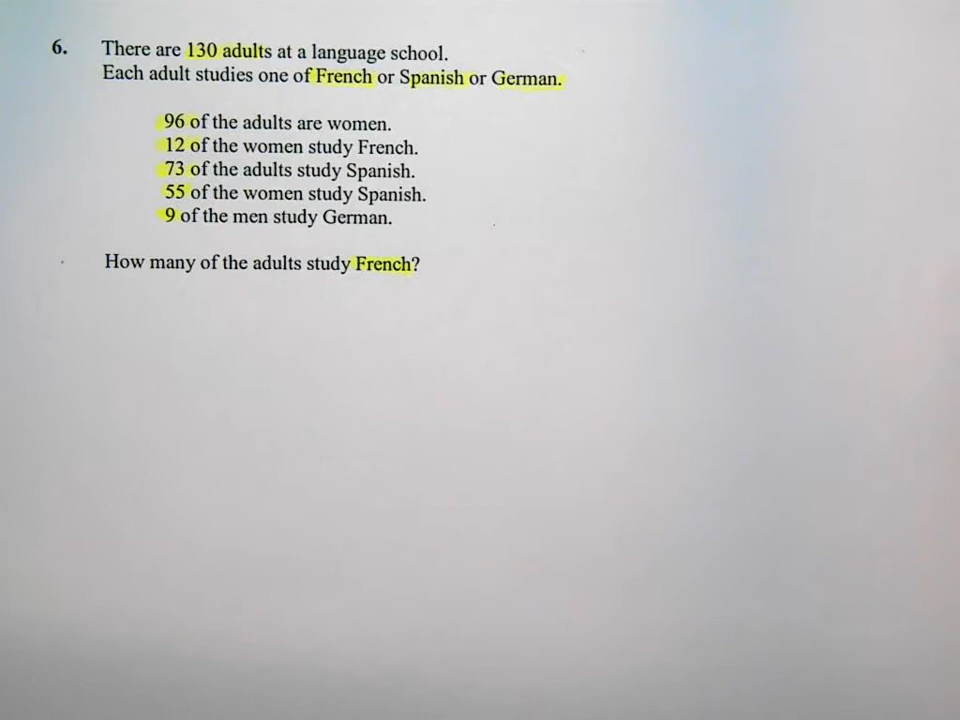 6. There are 130 adults at a language school.
Each adult studies one of French or Spanish or German.
96 of the adults are women.
12 of the women study French.
73 of the adults study Spanish.
55 of the women study Spanish.
9 of the men study German.
How many of the adults study French?